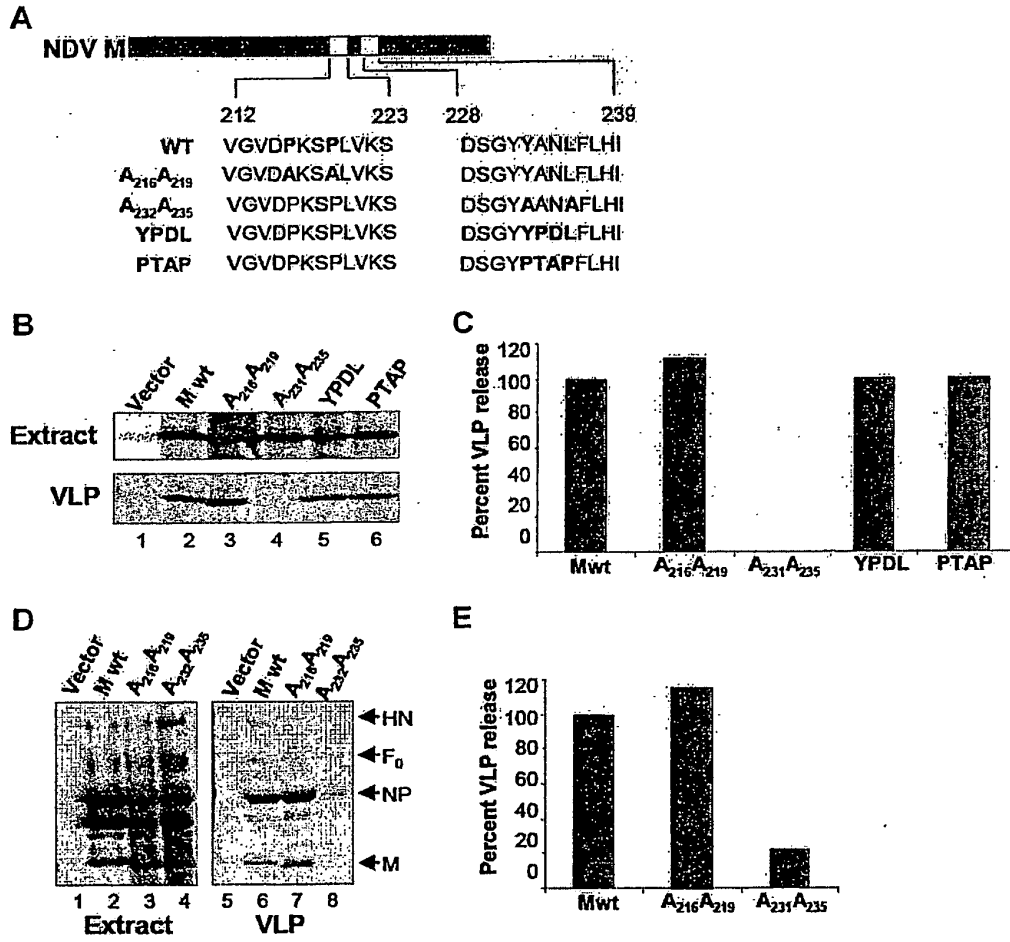 A
NDV M
212 223 228 239
WT VGVDPKSPLVKS DSGYYANLFLHI
A216A219 VGVDAKSALVKS DSGYYANLFLHI
A232A235 VGVDPKSPLVKS DSGYAANAFLHI
YPDL VGVDPKSPLVKS DSGYYPDLFLHI
PTAP VGVDPKSPLVKS DSGYPTAPFLHI
B
Vector M wt A216A219 A231A235 YPDL PTAP
Extract
VLP
1 2 3 4 5 6
C
Percent VLP release
120
100
80
60
40
20
0
Mwt A216A219 A231A235 YPDL PTAP
D
Vector M wt A216A219 A232A235
Vector M wt A216A219 A232A235
HN
F0
NP
M
1 2 3 4 5 6 7 8
Extract VLP
E
Percent VLP release
120
100
80
60
40
20
0
Mwt A216A219 A231A235